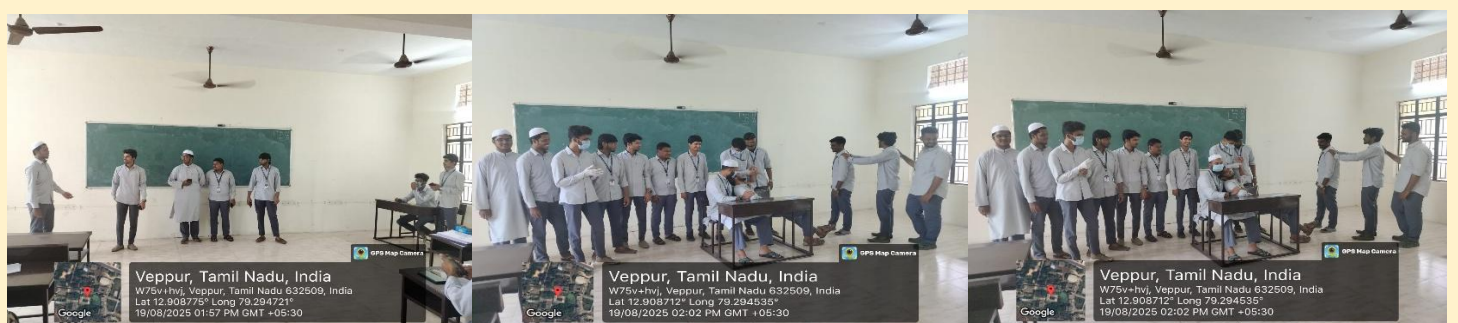 GPS Map Camera
Veppur, Tamil Nadu, India
W75v+hvj, Veppur, Tamil Nadu 632509, India
Lat 12.908775° Long 79.294721°
19/08/2025 01:57 PM GMT +05:30
Google
GPS Map Camera
Veppur, Tamil Nadu, India
W75v+hvj, Veppur, Tamil Nadu 632509, India
Lat 12.908712° Long 79.294535°
19/08/2025 02:02 PM GMT +05:30
Google
GPS Map Camera
Veppur, Tamil Nadu, India
W75v+hvj, Veppur, Tamil Nadu 632509, India
Lat 12.908712° Long 79.294535°
19/08/2025 02:02 PM GMT +05:30
Google